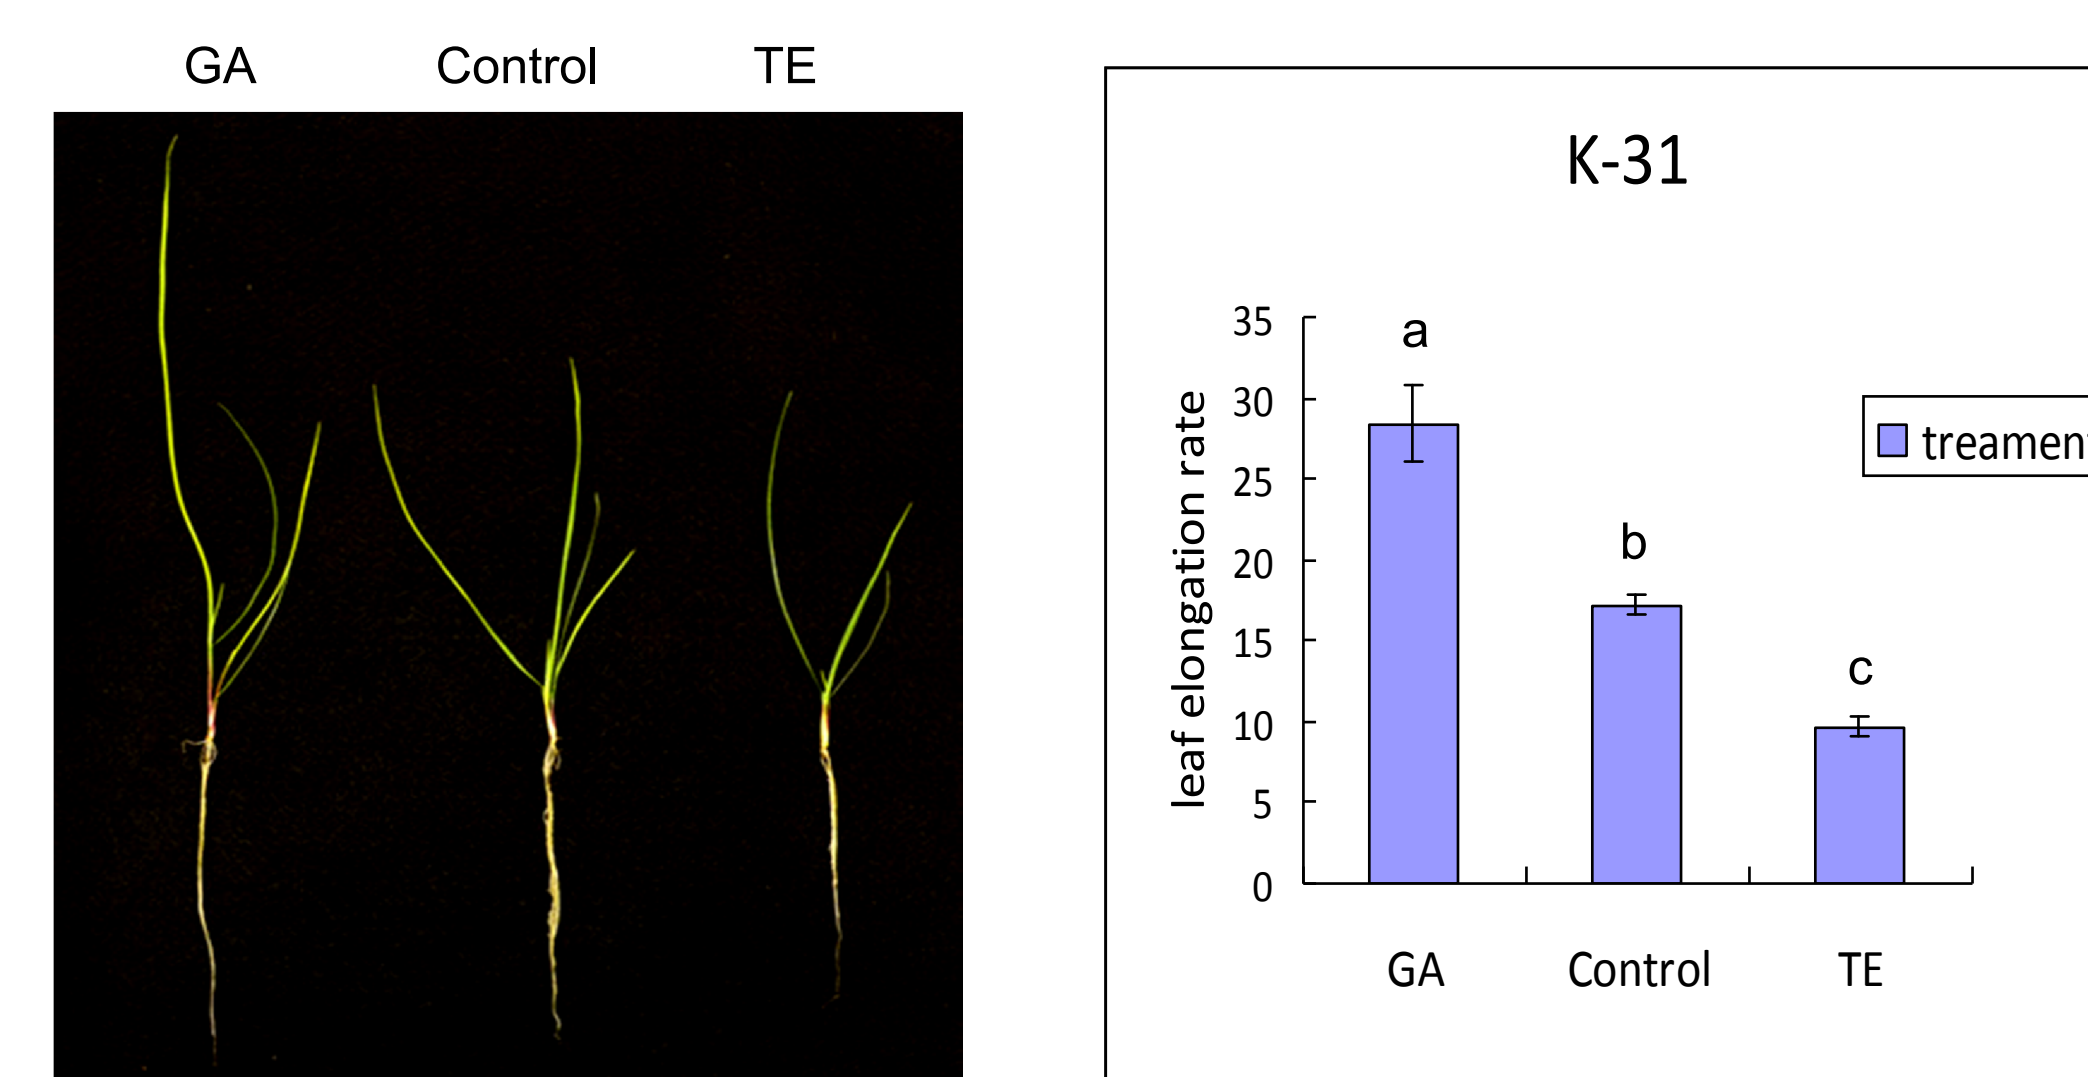 GA Control TE
K-31
35
30
25
20
15
10
5
0
leaf elongation rate
a
b
c
treamen
GA Control TE